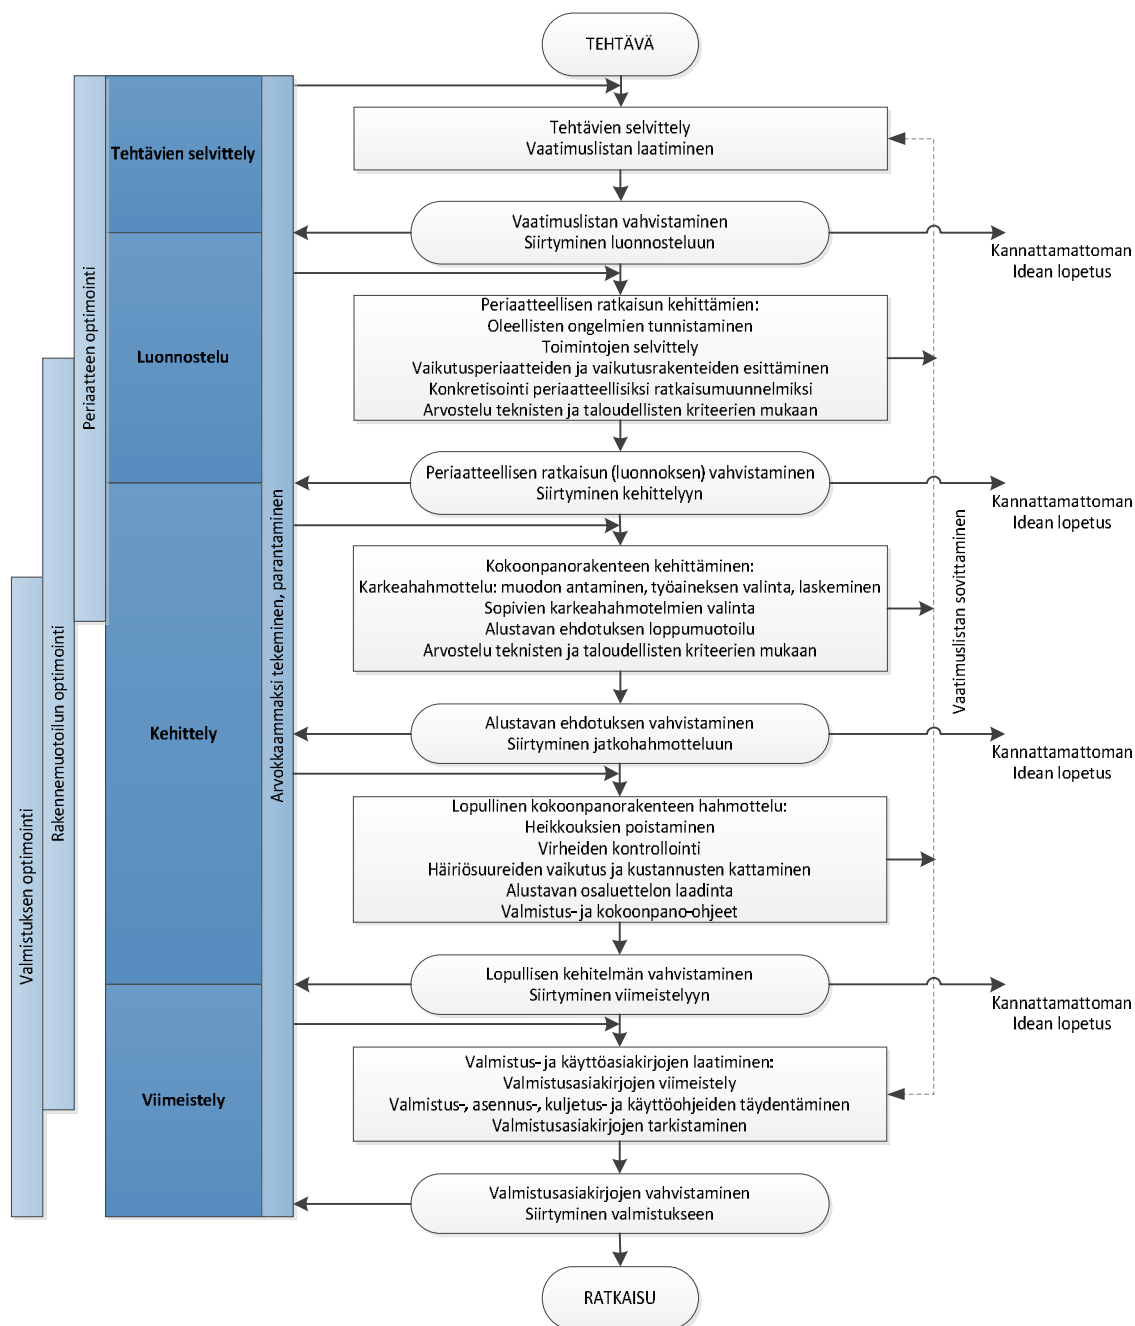 TEHTÄVÄ
Tehtävien selvittely
Vaatimuslistan laatiminen
Tehtävien selvittely
Vaatimuslistan vahvistaminen
Siirtyminen luonnosteluun
Kannattamattoman
Idean lopetus
Periaatteellisen ratkaisun kehittämien:
Oleellisten ongelmien tunnistaminen
Toimintojen selvittely
Vaikutusperiaatteiden ja vaikutusrakenteiden esittäminen
Konkretisointi periaatteellisiksi ratkaisumuunnelmiksi
Arvostelu teknisten ja taloudellisten kriteerien mukaan
Luonnostelu
Periaatteen optimointi
Periaatteellisen ratkaisun (luonnoksen) vahvistaminen
Siirtyminen kehittelyyn
Kannattamattoman
Idean lopetus
Kokoonpanorakenteen kehittäminen:
Karkeahahmottelu: muodon antaminen, työaineksen valinta, laskeminen
Sopivien karkeahahmotelmien valinta
Alustavan ehdotuksen loppumuotoilu
Arvostelu teknisten ja taloudellisten kriteerien mukaan
Vaatimuslistan sovittaminen
Arvokkaammaksi tekeminen, parantaminen
Kehittely
Rakennemuotoilun optimointi
Valmistuksen optimointi
Alustavan ehdotuksen vahvistaminen
Siirtyminen jatkohahmotteluun
Kannattamattoman
Idean lopetus
Lopullinen kokoonpanorakenteen hahmottelu:
Heikkouksien poistaminen
Virheiden kontrollointi
Häiriösuureiden vaikutus ja kustannusten kattaminen
Alustavan osaluettelon laadinta
Valmistus- ja kokoonpano-ohjeet
Lopullisen kehitelmän vahvistaminen
Siirtyminen viimeistelyyn
Kannattamattoman
Idean lopetus
Valmistus- ja käyttöasiakirjojen laatiminen:
Valmistusasiakirjojen viimeistely
Valmistus-, asennus-, kuljetus- ja käyttöohjeiden täydentäminen
Valmistusasiakirjojen tarkistaminen
Viimeistely
Valmistusasiakirjojen vahvistaminen
Siirtyminen valmistukseen
RATKAISU